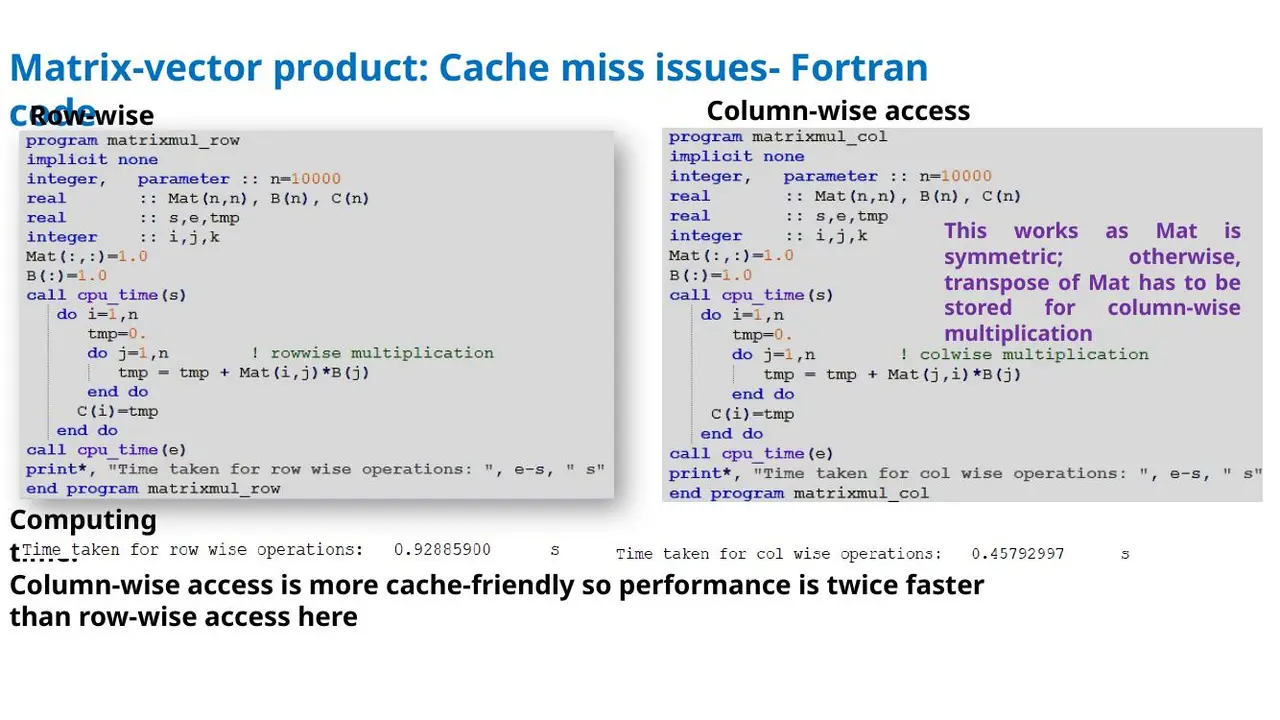 Matrix-vector product: Cache miss issues- Fortran
code
Row-wise
program matrixmul_row
implicit none
integer,   parameter :: n=10000
real       :: Mat(n,n), B(n), C(n)
real       :: s,e,tmp
integer    :: i,j,k
Mat(:,:)=1.0
B(:)=1.0
call cpu_time(s)
do i=1,n
tmp=0.
do j=1,n        ! rowwise multiplication
tmp = tmp + Mat(i,j)*B(j)
end do
C(i)=tmp
end do
call cpu_time(e)
print*, "Time taken for row wise operations: ", e-s, " s"
end program matrixmul_row
Column-wise access
program matrixmul_col
implicit none
integer,   parameter :: n=10000
real       :: Mat(n,n), B(n), C(n)
real       :: s,e,tmp
integer    :: i,j,k
Mat(:,:)=1.0
B(:)=1.0
call cpu_time(s)
do i=1,n
tmp=0.
do j=1,n        ! colwise multiplication
tmp = tmp + Mat(j,i)*B(j)
end do
C(i)=tmp
end do
call cpu_time(e)
print*, "Time taken for col wise operations: ", e-s, " s"
end program matrixmul_col
This works as Mat is
symmetric; otherwise,
transpose of Mat has to be
stored for column-wise
multiplication
Computing
time:
Time taken for row wise operations:   0.92885900      s
Time taken for col wise operations:   0.45792997      s
Column-wise access is more cache-friendly so performance is twice faster
than row-wise access here